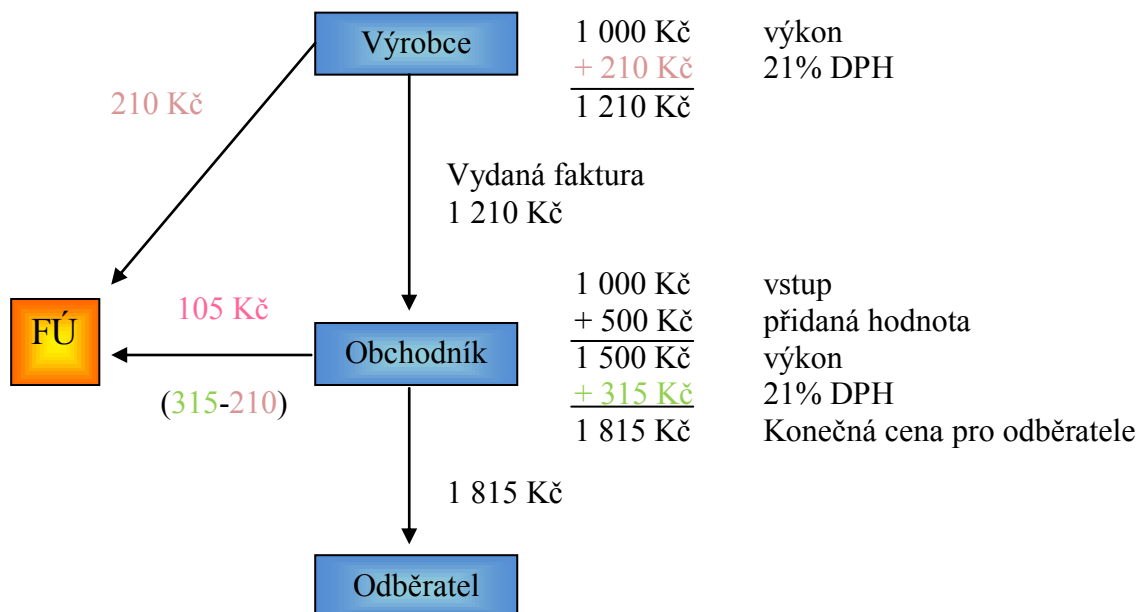 Výrobce
1 000 Kč výkon
+ 210 Kč 21% DPH
1 210 Kč
210 Kč
Vydaná faktura
1 210 Kč
FÚ
105 Kč
(315-210)
Obchodník
1 000 Kč vstup
+ 500 Kč přidaná hodnota
1 500 Kč výkon
+ 315 Kč 21% DPH
1 815 Kč Konečná cena pro odběratele
1 815 Kč
Odběratel